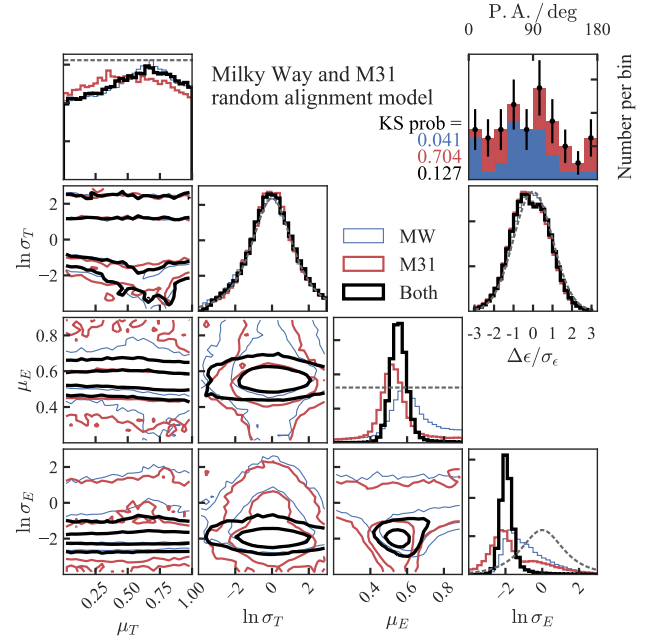 P. A. / deg
0 90 180
Milky Way and M31
random alignment model
KS prob =
0.041
0.704
0.127
Number per bin
ln σ_T
2
0
−2
MW
M31
Both
-3 -2 -1 0 1 2 3
Δϵ/σ_ϵ
μ_E
0.8
0.6
0.4
ln σ_E
2
0
−2
0.25 0.50 0.75 1.00
μ_T
−2 0 2
ln σ_T
0.4 0.6 0.8
μ_E
−2 0 2
ln σ_E